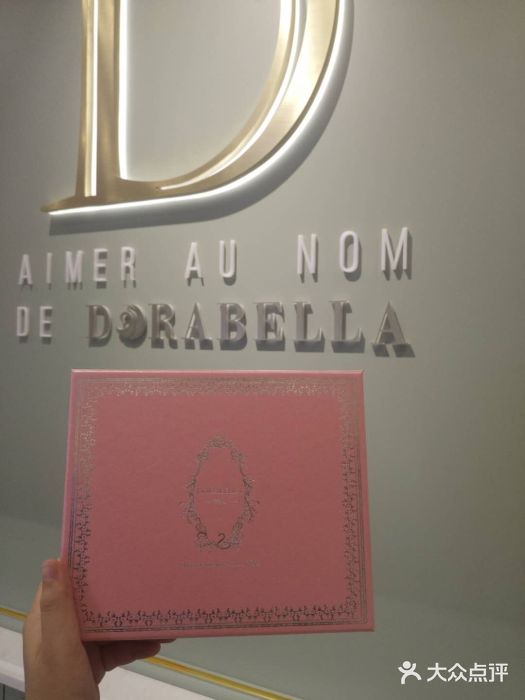 D
AIMER AU NOM
DE DORABELLA
大众点评